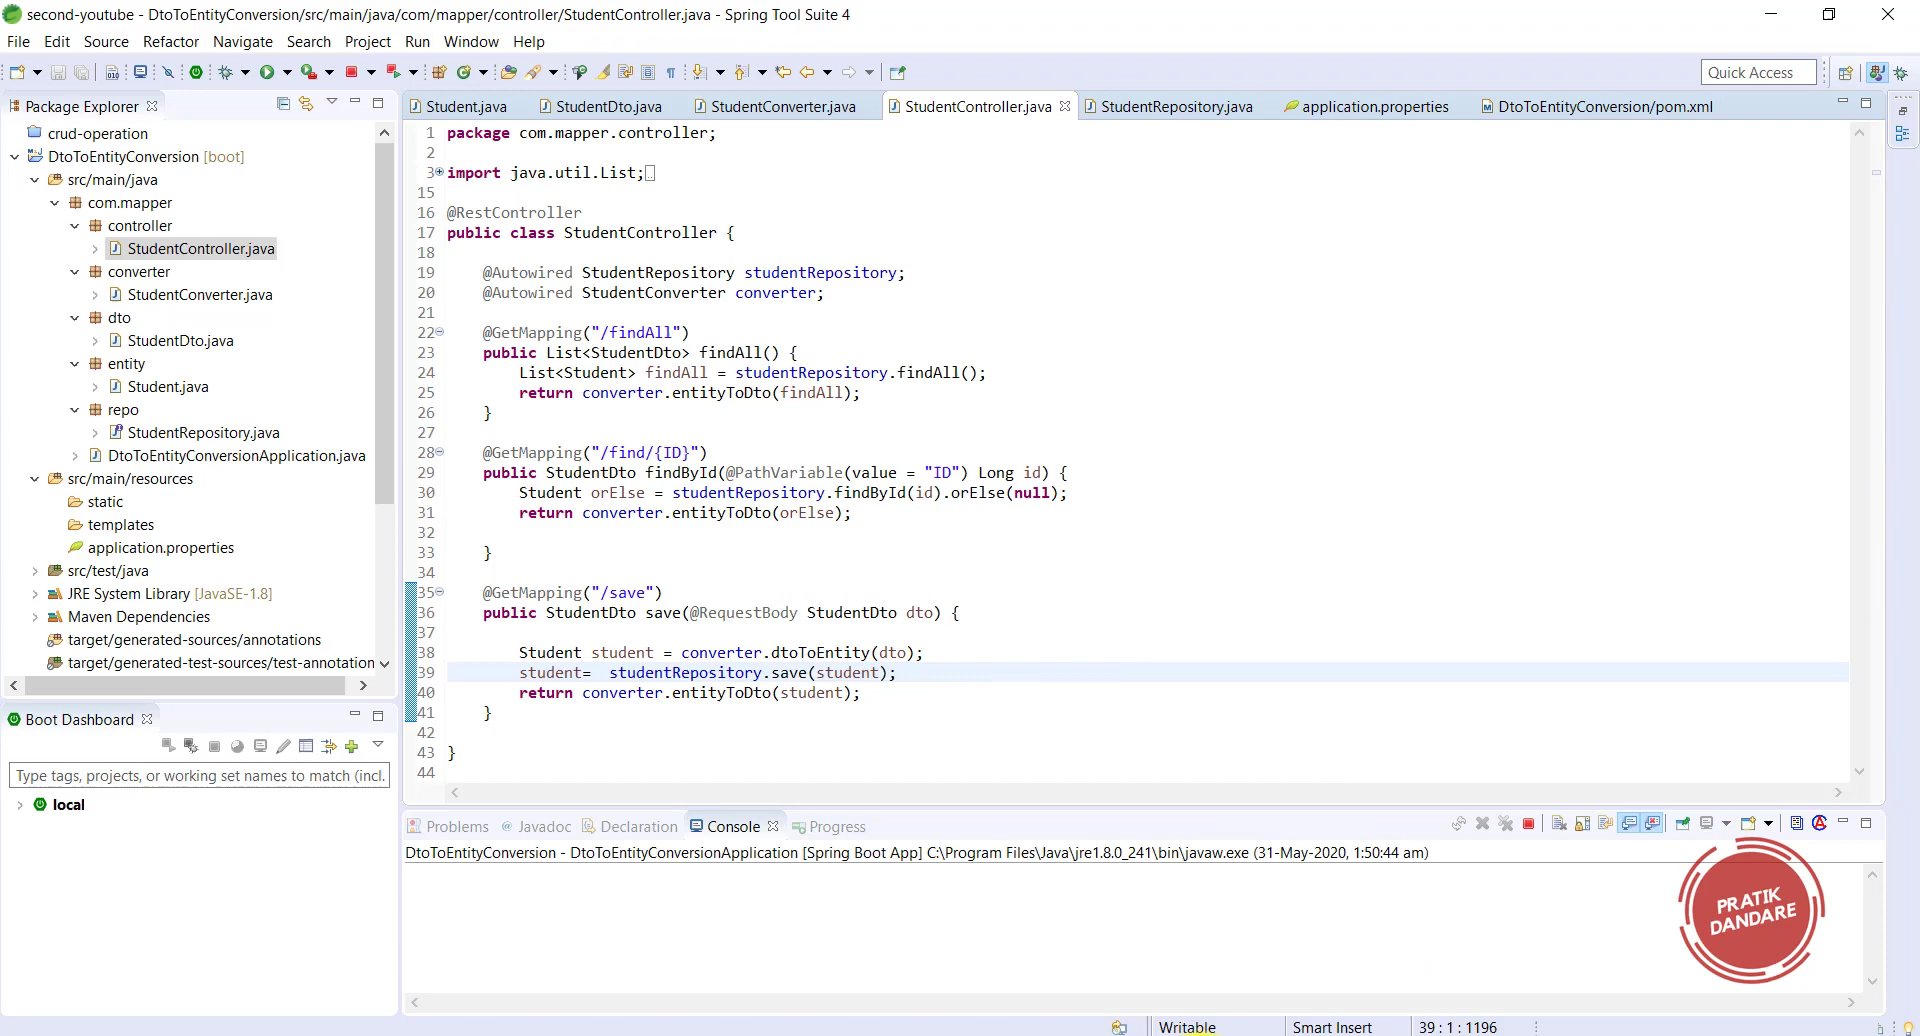 second-youtube - DtoToEntityConversion/src/main/java/com/mapper/controller/StudentController.java - Spring Tool Suite 4
File Edit Source Refactor Navigate Search Project Run Window Help
Quick Access
Package Explorer
crud-operation
DtoToEntityConversion [boot]
src/main/java
com.mapper
controller
StudentController.java
converter
StudentConverter.java
dto
StudentDto.java
entity
Student.java
repo
StudentRepository.java
DtoToEntityConversionApplication.java
src/main/resources
static
templates
application.properties
src/test/java
JRE System Library [JavaSE-1.8]
Maven Dependencies
target/generated-sources/annotations
target/generated-test-sources/test-annotation
Boot Dashboard
Type tags, projects, or working set names to match (incl.
local
Student.java StudentDto.java StudentConverter.java StudentController.java StudentRepository.java application.properties DtoToEntityConversion/pom.xml
1 package com.mapper.controller;
2
3 import java.util.List;
15
16 @RestController
17 public class StudentController {
18
19 @Autowired StudentRepository studentRepository;
20 @Autowired StudentConverter converter;
21
22 @GetMapping("/findAll")
23 public List<StudentDto> findAll() {
24 List<Student> findAll = studentRepository.findAll();
25 return converter.entityToDto(findAll);
26 }
27
28 @GetMapping("/find/{ID}")
29 public StudentDto findById(@PathVariable(value = "ID") Long id) {
30 Student orElse = studentRepository.findById(id).orElse(null);
31 return converter.entityToDto(orElse);
32
33 }
34
35 @GetMapping("/save")
36 public StudentDto save(@RequestBody StudentDto dto) {
37
38 Student student = converter.dtoToEntity(dto);
39 student=  studentRepository.save(student);
40 return converter.entityToDto(student);
41 }
42
43 }
44
Problems Javadoc Declaration Console Progress
DtoToEntityConversion - DtoToEntityConversionApplication [Spring Boot App] C:\Program Files\Java\jre1.8.0_241\bin\javaw.exe (31-May-2020, 1:50:44 am)
PRATIK
DANDARE
Writable Smart Insert 39 : 1 : 1196